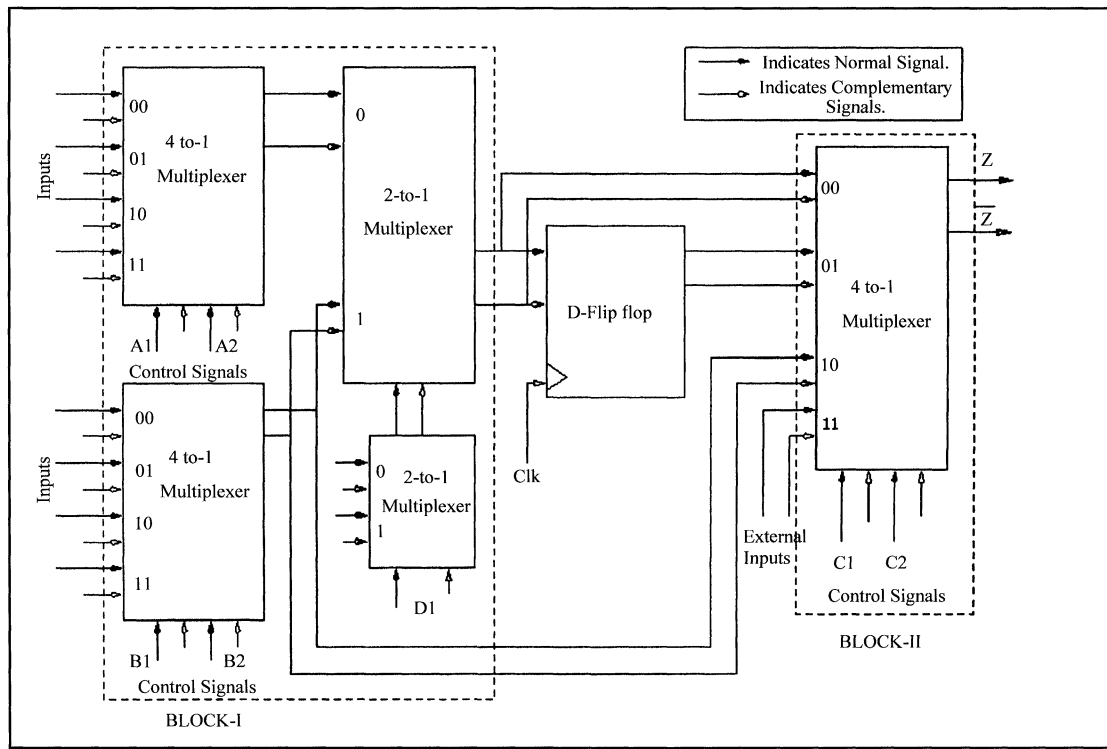 Indicates Normal Signal.
Indicates Complementary
Signals.
Inputs
00
01
10
11
4 to-1
Multiplexer
A1
A2
Control Signals
0
2-to-1
Multiplexer
1
D-Flip flop
Clk
00
01
10
11
4 to-1
Multiplexer
Z
Z̅
External
Inputs
C1
C2
Control Signals
BLOCK-II
Inputs
00
01
10
11
4 to-1
Multiplexer
B1
B2
Control Signals
0
2-to-1
Multiplexer
1
D1
BLOCK-I